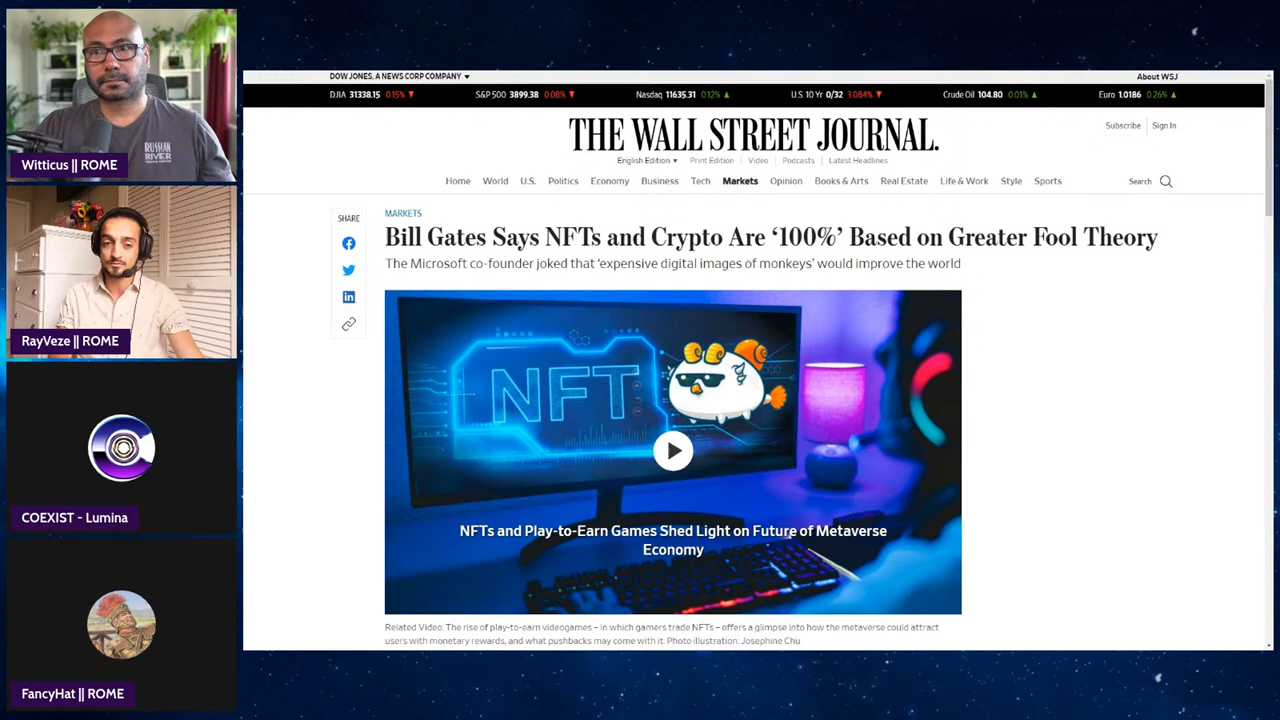 Witticus || ROME
RayVeze || ROME
COEXIST - Lumina
FancyHat || ROME
DOW JONES, A NEWS CORP COMPANY
About WSJ
DJIA 31338.15 0.15% ▼
S&P 500 3899.38 0.08% ▼
Nasdaq 11635.31 0.12% ▲
U.S 10 Yr 0/32 3.084% ▼
Crude Oil 104.80 0.01% ▲
Euro 1.0186 0.26% ▲
THE WALL STREET JOURNAL.
Subscribe
Sign In
English Edition ▾
Print Edition
Video
Podcasts
Latest Headlines
Home
World
U.S.
Politics
Economy
Business
Tech
Markets
Opinion
Books & Arts
Real Estate
Life & Work
Style
Sports
Search
SHARE
MARKETS
Bill Gates Says NFTs and Crypto Are ‘100%’ Based on Greater Fool Theory
The Microsoft co-founder joked that ‘expensive digital images of monkeys’ would improve the world
NFT
NFTs and Play-to-Earn Games Shed Light on Future of Metaverse
Economy
Related Video: The rise of play-to-earn videogames – in which gamers trade NFTs – offers a glimpse into how the metaverse could attract
users with monetary rewards, and what pushbacks may come with it. Photo illustration: Josephine Chu
RUSSIAN
RIVER